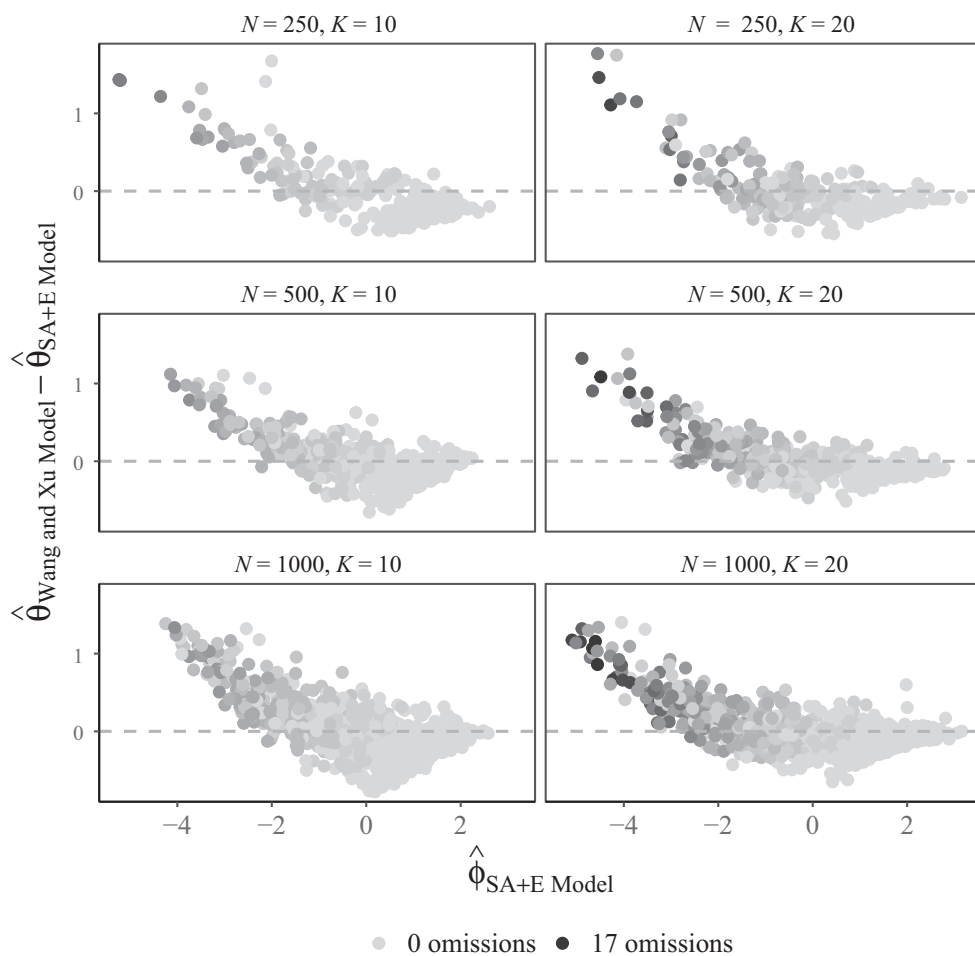 N = 250, K = 10
N = 250, K = 20
1
0
N = 500, K = 10
N = 500, K = 20
1
0
N = 1000, K = 10
N = 1000, K = 20
1
0
−4 −2 0 2
−4 −2 0 2
θ̂Wang and Xu Model − θ̂SA+E Model
ϕ̂SA+E Model
0 omissions 17 omissions